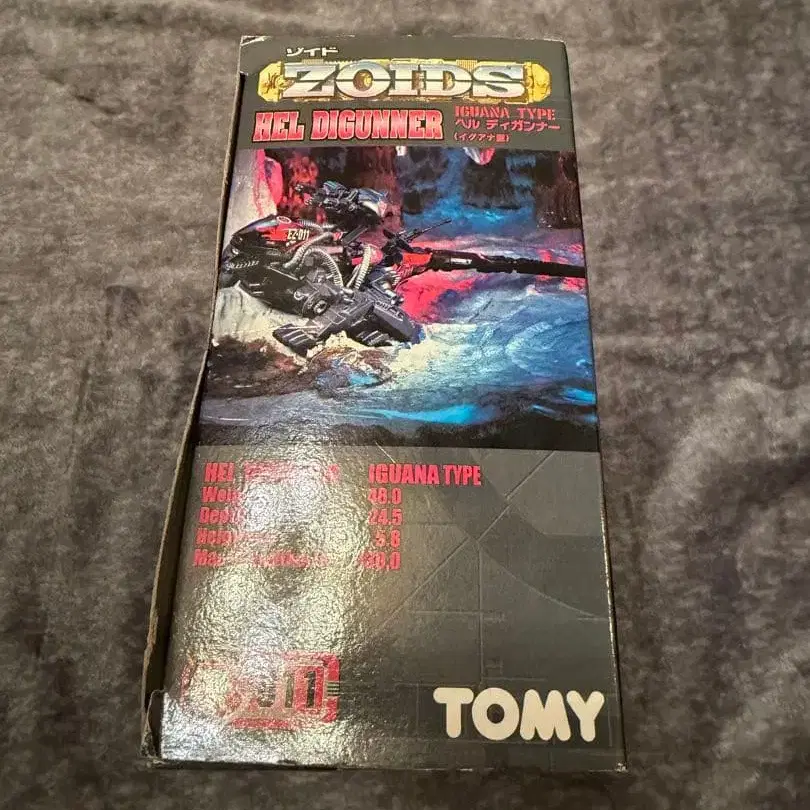 ゾイド
ZOIDS
HEL DIGUNNER
IGUANA TYPE
ヘル ディガンナー
(イグアナ型)
EZ-011
HEL
IGUANA TYPE
48.0
24.5
5.8
TOMY